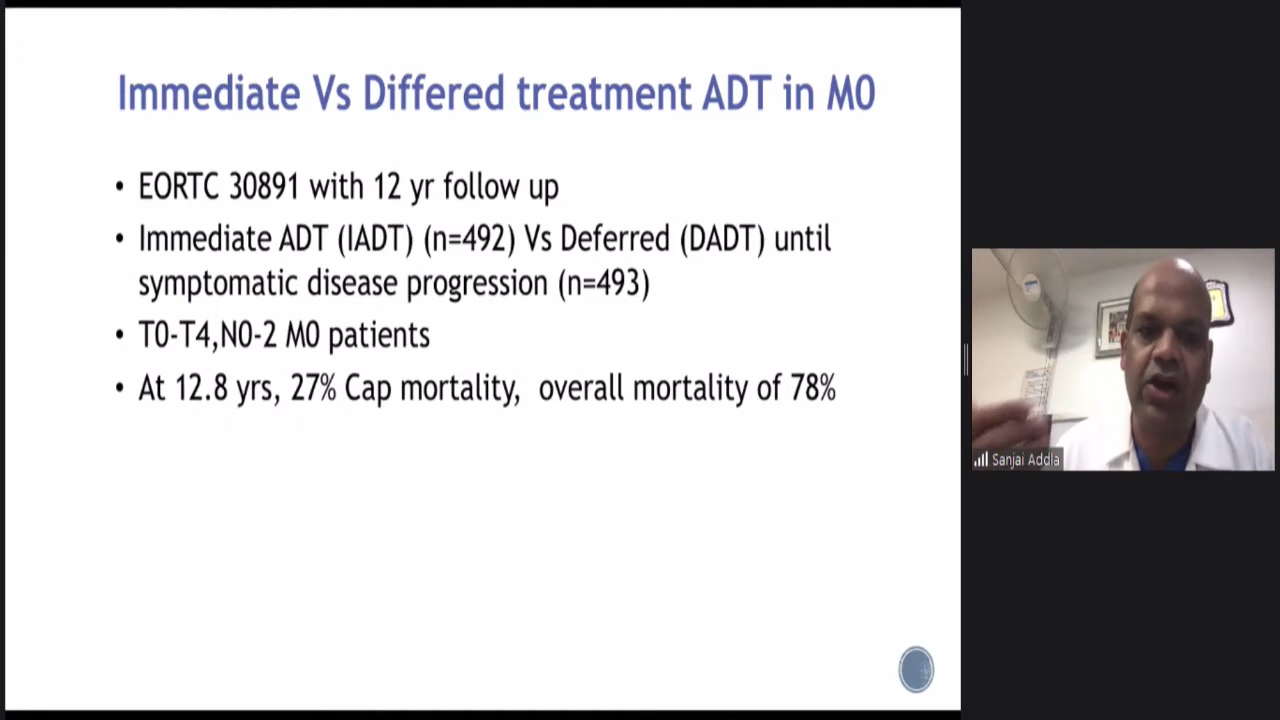 Immediate Vs Differed treatment ADT in M0
• EORTC 30891 with 12 yr follow up
• Immediate ADT (IADT) (n=492) Vs Deferred (DADT) until
symptomatic disease progression (n=493)
• T0-T4,N0-2 M0 patients
• At 12.8 yrs, 27% Cap mortality, overall mortality of 78%
Sanjai Addla